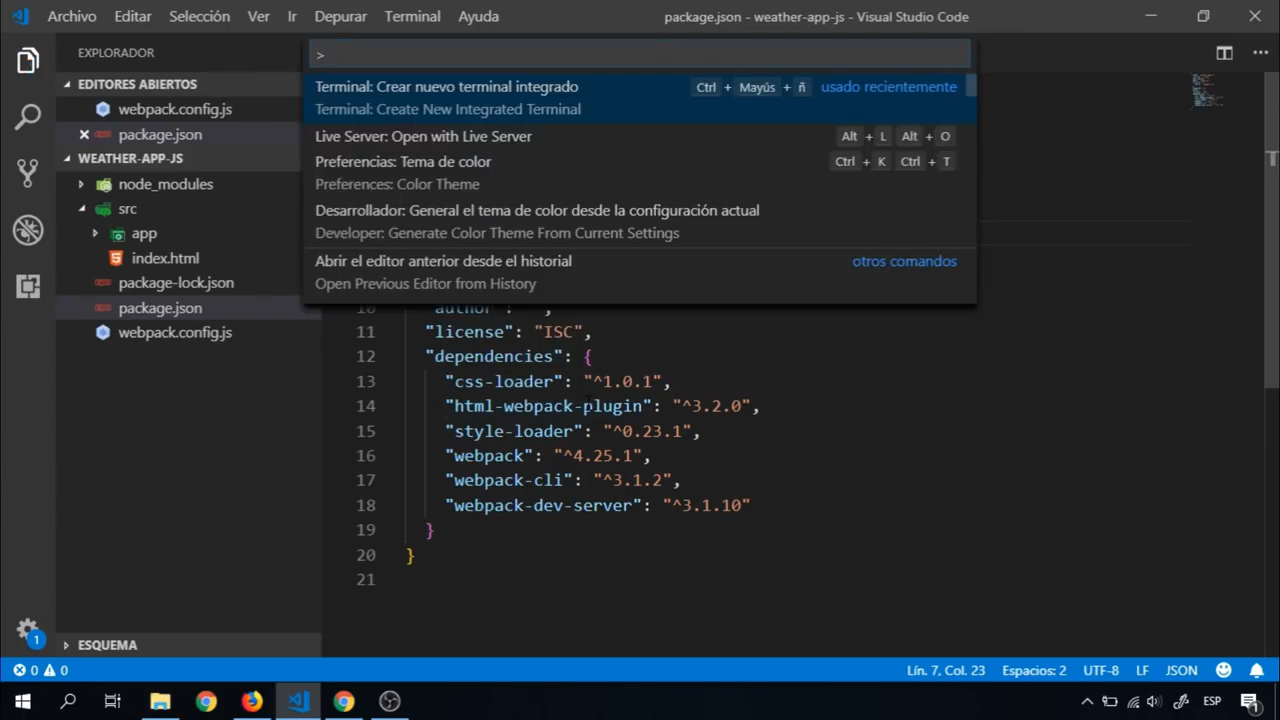 Archivo Editar Selección Ver Ir Depurar Terminal Ayuda package.json - weather-app-js - Visual Studio Code
EXPLORADOR
>
EDITORES ABIERTOS
webpack.config.js
package.json
WEATHER-APP-JS
node_modules
src
app
index.html
package-lock.json
package.json
webpack.config.js
ESQUEMA
Terminal: Crear nuevo terminal integrado Ctrl + Mayús + ñ usado recientemente
Terminal: Create New Integrated Terminal
Live Server: Open with Live Server Alt + L Alt + O
Preferencias: Tema de color Ctrl + K Ctrl + T
Preferences: Color Theme
Desarrollador: General el tema de color desde la configuración actual
Developer: Generate Color Theme From Current Settings
Abrir el editor anterior desde el historial otros comandos
Open Previous Editor from History
10 "author": "",
11 "license": "ISC",
12 "dependencies": {
13 "css-loader": "^1.0.1",
14 "html-webpack-plugin": "^3.2.0",
15 "style-loader": "^0.23.1",
16 "webpack": "^4.25.1",
17 "webpack-cli": "^3.1.2",
18 "webpack-dev-server": "^3.1.10"
19 }
20 }
21
1
0 0 Lín. 7, Col. 23 Espacios: 2 UTF-8 LF JSON
ESP 1